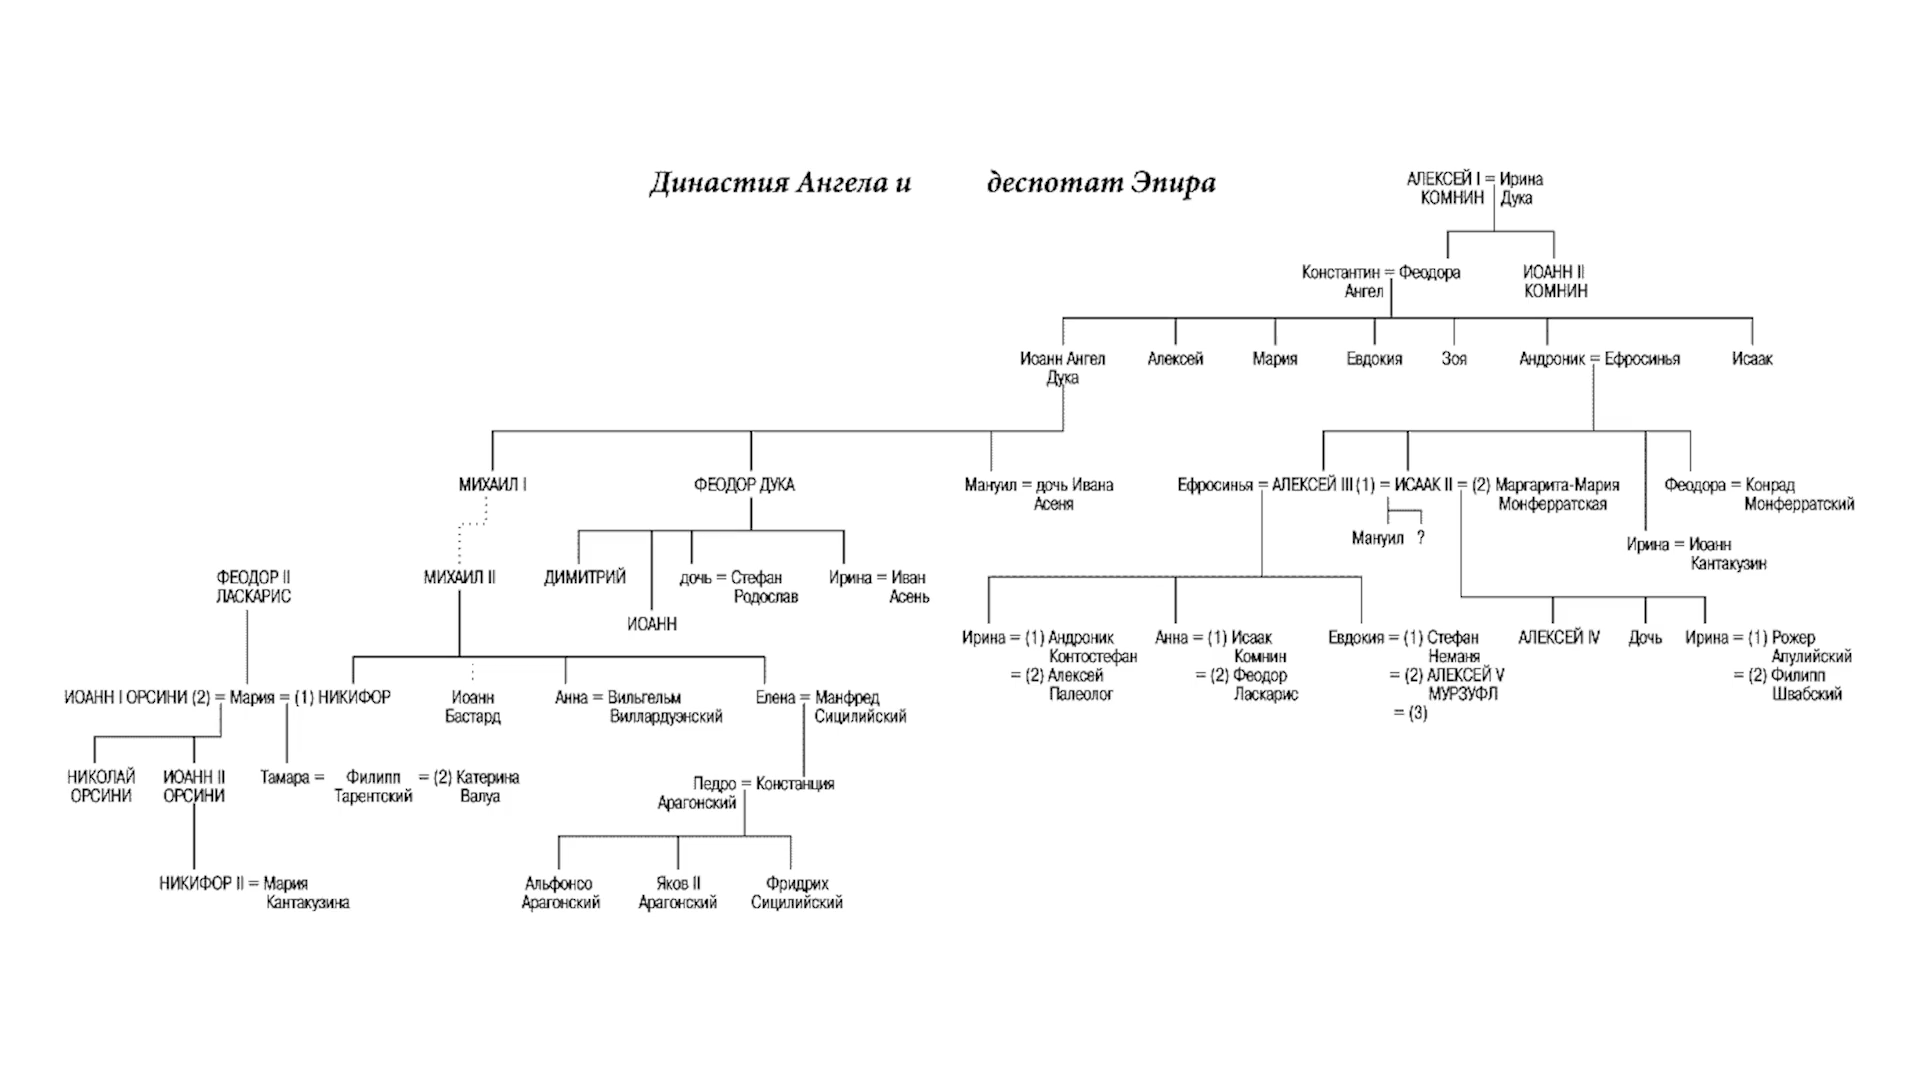 Династия Ангела и деспотат Эпира
АЛЕКСЕЙ I = Ирина
КОМНИН Дука
Константин = Феодора
Ангел
ИОАНН II
КОМНИН
Иоанн Ангел
Дука
Алексей
Мария
Евдокия
Зоя
Андроник = Ефросинья
Исаак
МИХАИЛ I
ФЕОДОР ДУКА
Мануил = дочь Ивана
Асеня
Ефросинья = АЛЕКСЕЙ III (1) = ИСААК II = (2) Маргарита-Мария
Монферратская
Феодора = Конрад
Монферратский
Мануил ?
Ирина = Иоанн
Кантакузин
ФЕОДОР II
ЛАСКАРИС
МИХАИЛ II
ДИМИТРИЙ
дочь = Стефан
Родослав
Ирина = Иван
Асень
ИОАНН
Ирина = (1) Андроник
Контостефан
= (2) Алексей
Палеолог
Анна = (1) Исаак
Комнин
= (2) Феодор
Ласкарис
Евдокия = (1) Стефан
Неманя
= (2) АЛЕКСЕЙ V
МУРЗУФЛ
= (3)
АЛЕКСЕЙ IV
Дочь
Ирина = (1) Рожер
Апулийский
= (2) Филипп
Швабский
ИОАНН I ОРСИНИ (2) = Мария = (1) НИКИФОР
Иоанн
Бастард
Анна = Вильгельм
Виллардуэнский
Елена = Манфред
Сицилийский
НИКОЛАЙ
ОРСИНИ
ИОАНН II
ОРСИНИ
Тамара = Филипп = (2) Катерина
Тарентский Валуа
Педро = Констанция
Арагонский
НИКИФОР II = Мария
Кантакузина
Альфонсо
Арагонский
Яков II
Арагонский
Фридрих
Сицилийский